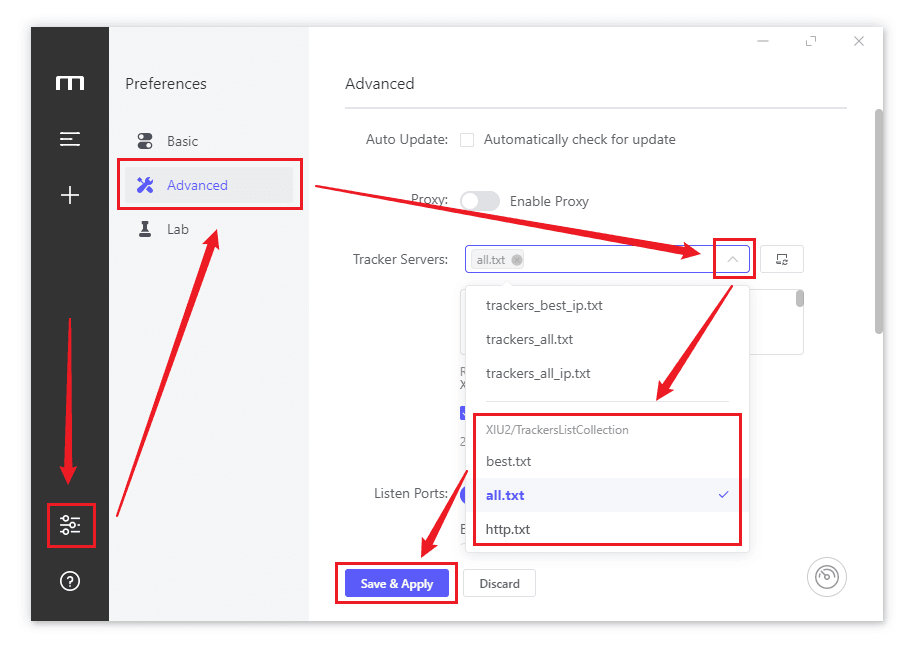 Preferences
Basic
Advanced
Lab
Advanced
Auto Update: Automatically check for update
Proxy: Enable Proxy
Tracker Servers: all.txt
trackers_best_ip.txt
trackers_all.txt
trackers_all_ip.txt
XIU2/TrackersListCollection
best.txt
all.txt
http.txt
Listen Ports:
Save & Apply Discard